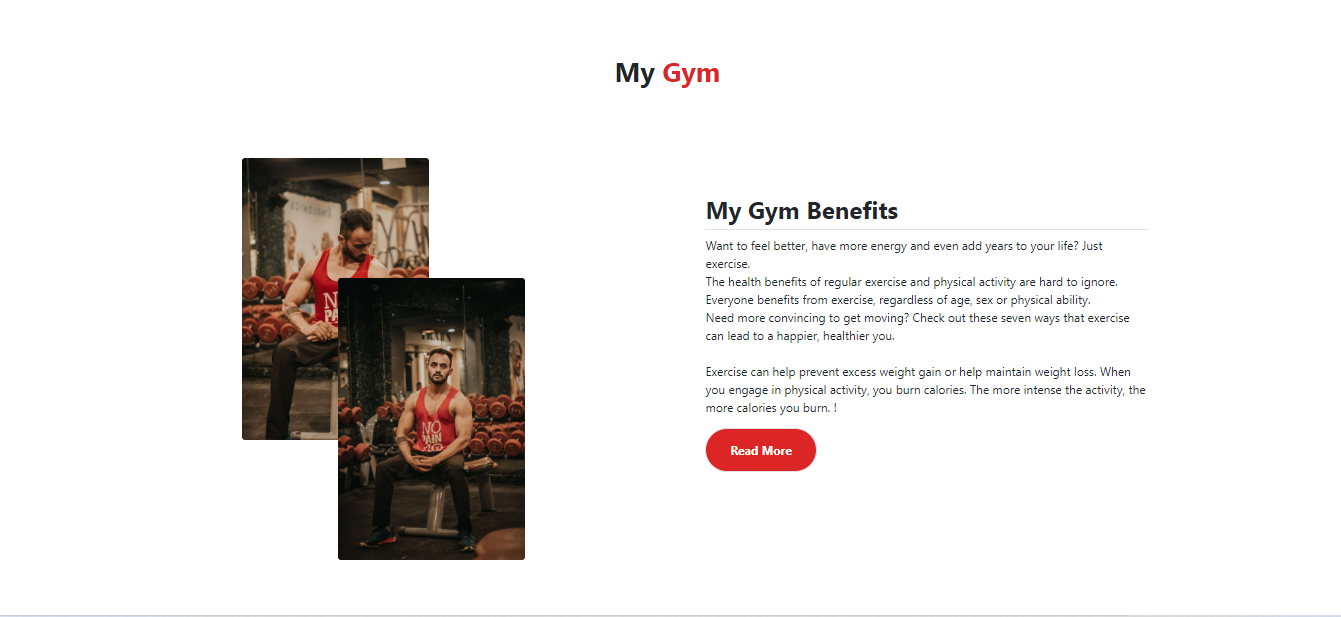 My Gym
My Gym Benefits
Want to feel better, have more energy and even add years to your life? Just
exercise.
The health benefits of regular exercise and physical activity are hard to ignore.
Everyone benefits from exercise, regardless of age, sex or physical ability.
Need more convincing to get moving? Check out these seven ways that exercise
can lead to a happier, healthier you.
Exercise can help prevent excess weight gain or help maintain weight loss. When
you engage in physical activity, you burn calories. The more intense the activity, the
more calories you burn. !
Read More
NO
PAIN